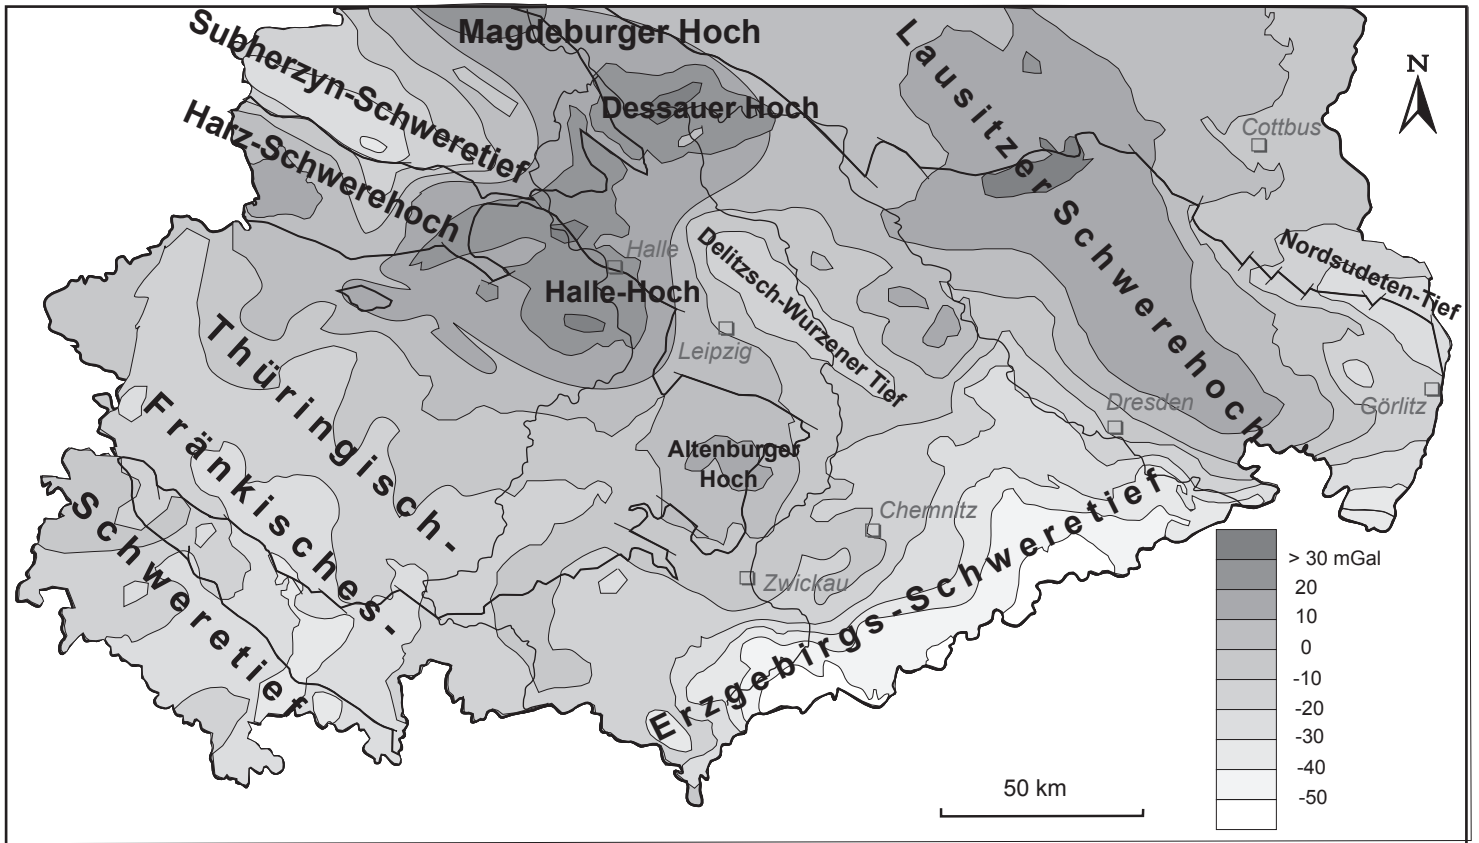 Magdeburger Hoch
Subherzyn-Schweretief
Harz-Schwerehoch
Dessauer Hoch
Lausitzer Schwerehoch
N
Cottbus
Nordsudeten-Tief
Halle
Halle-Hoch
Delitzsch-Wurzener Tief
Leipzig
Thüringisch-
Fränkisches-
Schweretief
Dresden
Görlitz
Altenburger
Hoch
Chemnitz
Zwickau
Erzgebirgs-Schweretief
> 30 mGal
20
10
0
-10
-20
-30
-40
-50
50 km